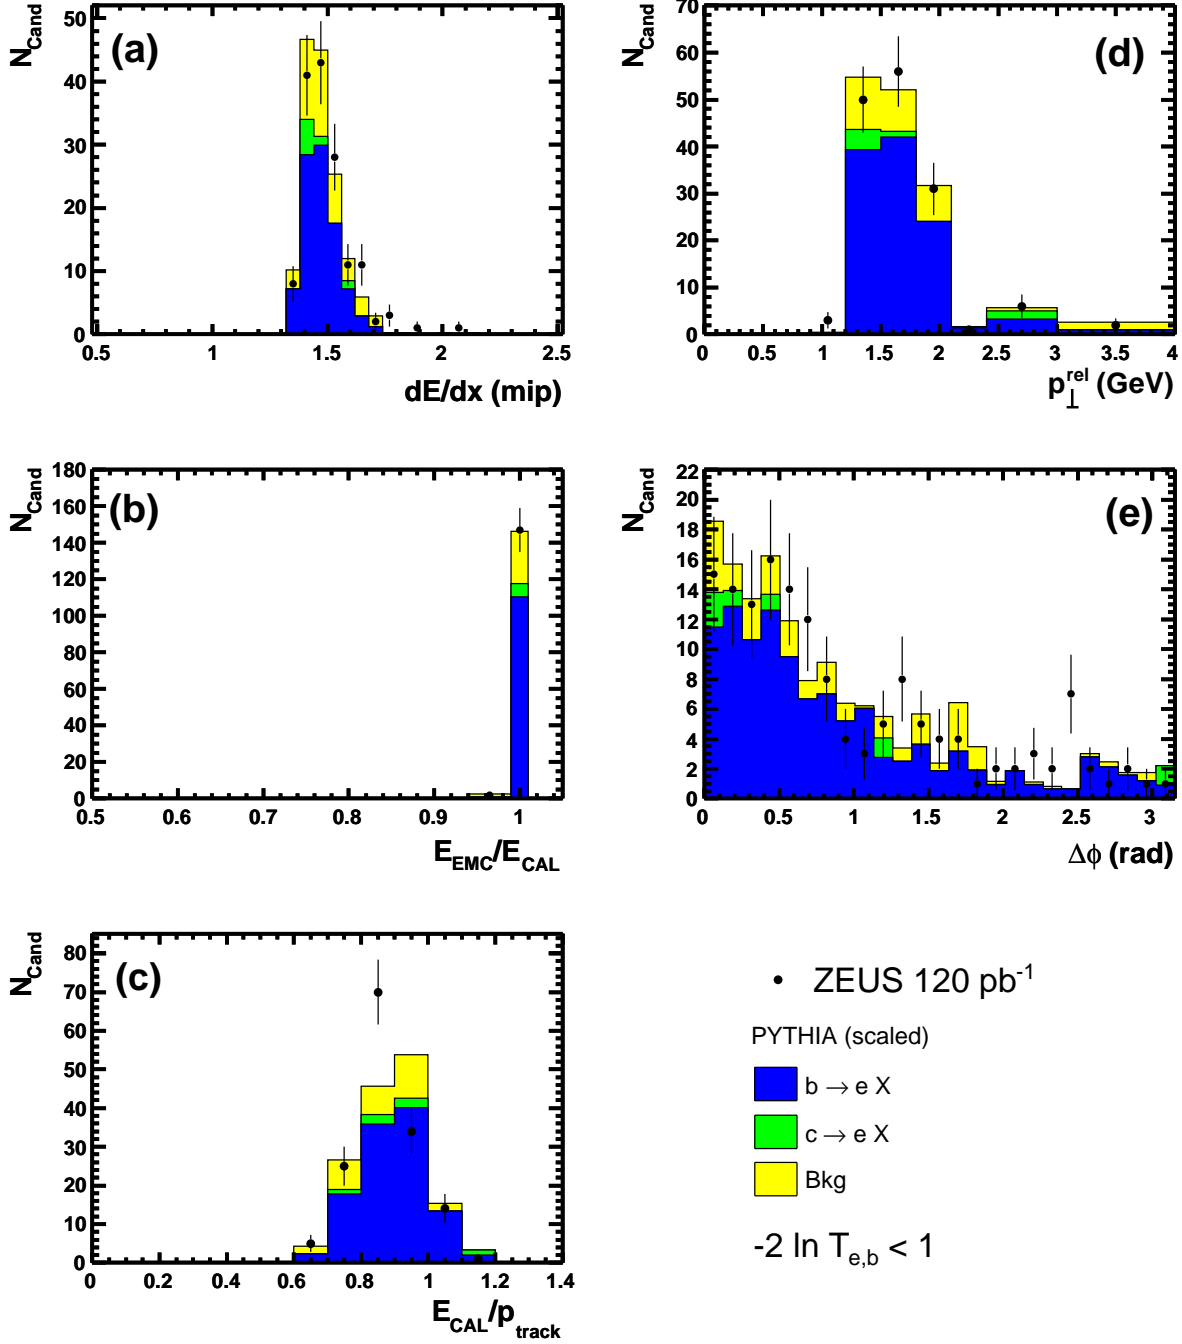 N_Cand
(a)
50
40
30
20
10
0
0.5 1 1.5 2 2.5
dE/dx (mip)
N_Cand
(d)
70
60
50
40
30
20
10
0
0 0.5 1 1.5 2 2.5 3 3.5 4
p_⊥^rel (GeV)
N_Cand
(b)
180
160
140
120
100
80
60
40
20
0
0.5 0.6 0.7 0.8 0.9 1
E_EMC/E_CAL
N_Cand
(e)
22
20
18
16
14
12
10
8
6
4
2
0
0 0.5 1 1.5 2 2.5 3
Δϕ (rad)
N_Cand
(c)
80
70
60
50
40
30
20
10
0
0 0.2 0.4 0.6 0.8 1 1.2 1.4
E_CAL/p_track
ZEUS 120 pb⁻¹
PYTHIA (scaled)
b → e X
c → e X
Bkg
-2 ln T_e,b < 1